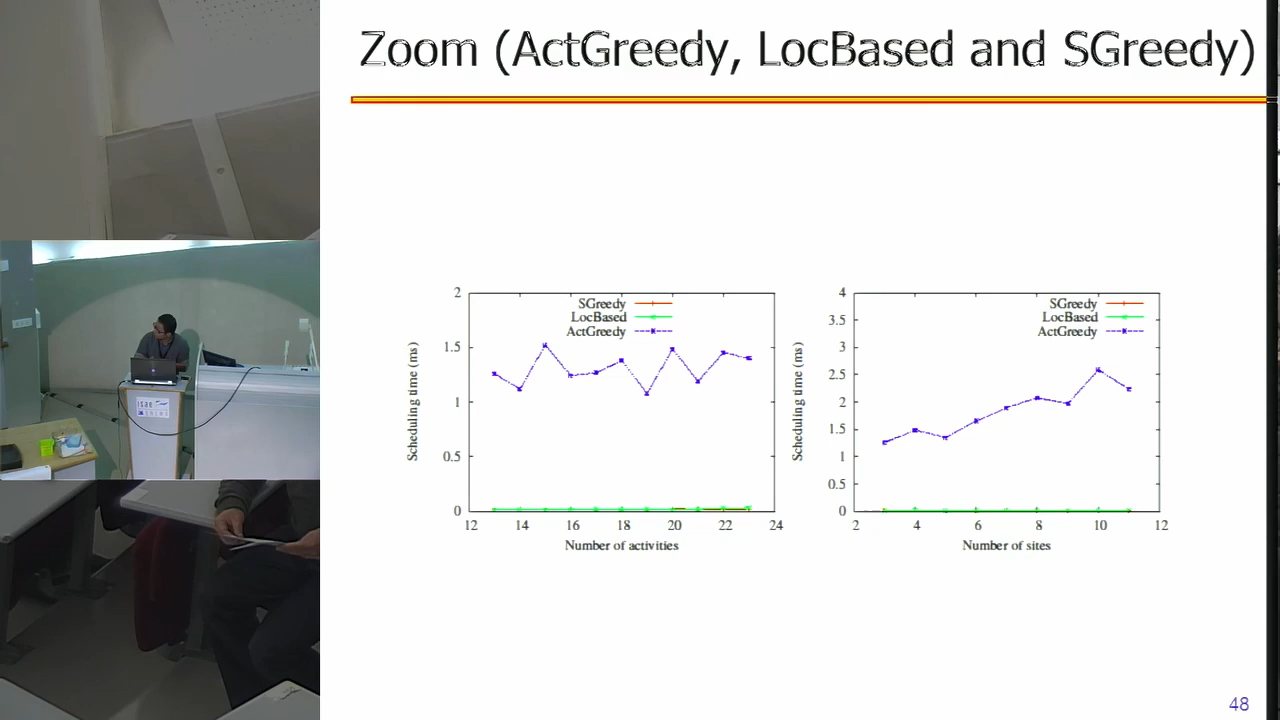 Zoom (ActGreedy, LocBased and SGreedy)
2
1.5
1
0.5
0
Scheduling time (ms)
SGreedy
LocBased
ActGreedy
12 14 16 18 20 22 24
Number of activities
4
3.5
3
2.5
2
1.5
1
0.5
0
Scheduling time (ms)
SGreedy
LocBased
ActGreedy
2 4 6 8 10 12
Number of sites
48